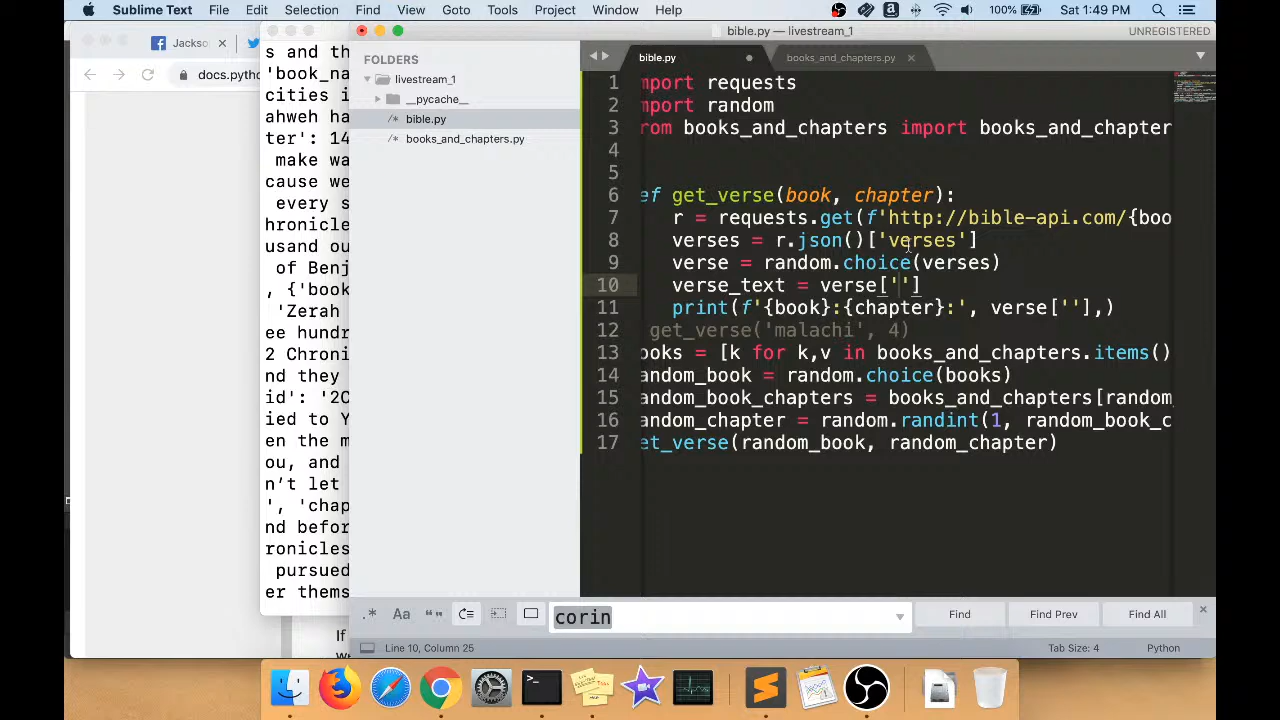 Sublime Text File Edit Selection Find View Goto Tools Project Window Help 100% Sat 1:49 PM
bible.py — livestream_1 UNREGISTERED
Jackso
docs.pytho
s and th
'book_na
cities i
ahweh ha
ter': 14
make wa
cause we
every s
hronicle
usand ou
of Benj
, {'book
'Zerah
ee hundr
2 Chroni
nd they
id': '2C
ied to Y
en the m
ou, and
n’t let
', 'chap
nd befor
ronicles
pursued
er thems
If
FOLDERS
livestream_1
__pycache__
/* bible.py
/* books_and_chapters.py
bible.py books_and_chapters.py
1 mport requests
2 mport random
3 rom books_and_chapters import books_and_chapter
4
5
6 ef get_verse(book, chapter):
7 r = requests.get(f'http://bible-api.com/{boo
8 verses = r.json()['verses']
9 verse = random.choice(verses)
10 verse_text = verse['']
11 print(f'{book}:{chapter}:', verse[''],)
12 get_verse('malachi', 4)
13 ooks = [k for k,v in books_and_chapters.items()
14 andom_book = random.choice(books)
15 andom_book_chapters = books_and_chapters[random_
16 andom_chapter = random.randint(1, random_book_c
17 et_verse(random_book, random_chapter)
.* Aa “” corin Find Find Prev Find All
Line 10, Column 25 Tab Size: 4 Python